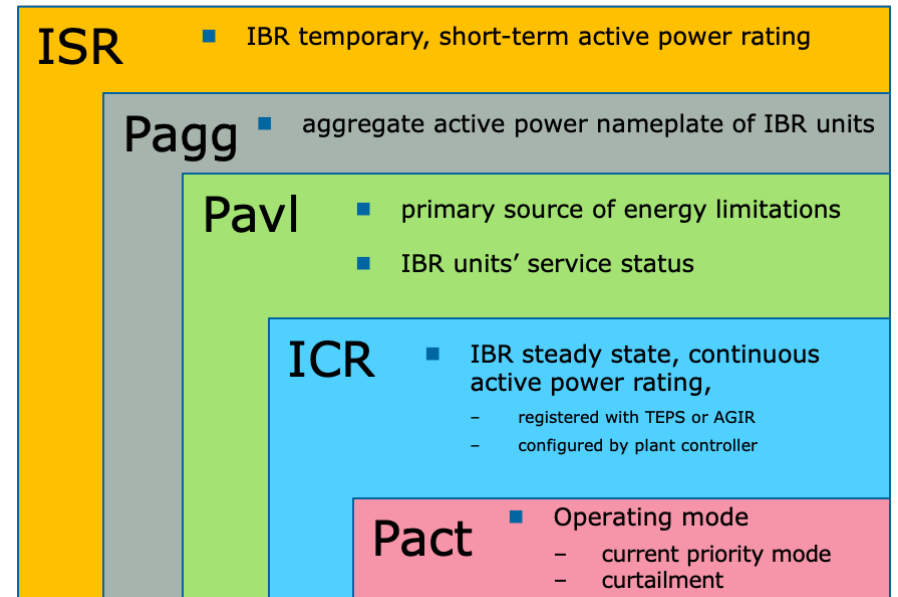 ISR
■ IBR temporary, short-term active power rating
Pagg
■ aggregate active power nameplate of IBR units
Pavl
■ primary source of energy limitations
■ IBR units’ service status
ICR
■ IBR steady state, continuous
active power rating,
– registered with TEPS or AGIR
– configured by plant controller
Pact
■ Operating mode
– current priority mode
– curtailment